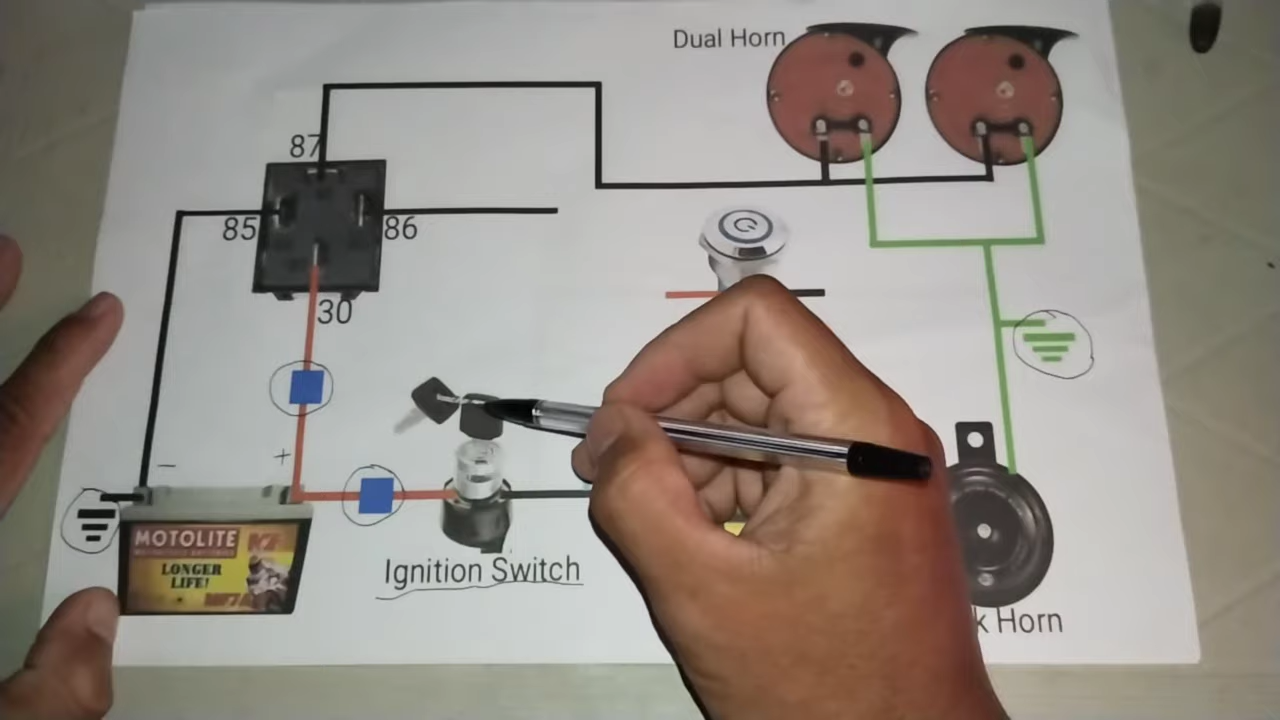 Dual Horn
87
85
86
30
+
–
MOTOLITE
LONGER
LIFE!
Ignition Switch
k Horn